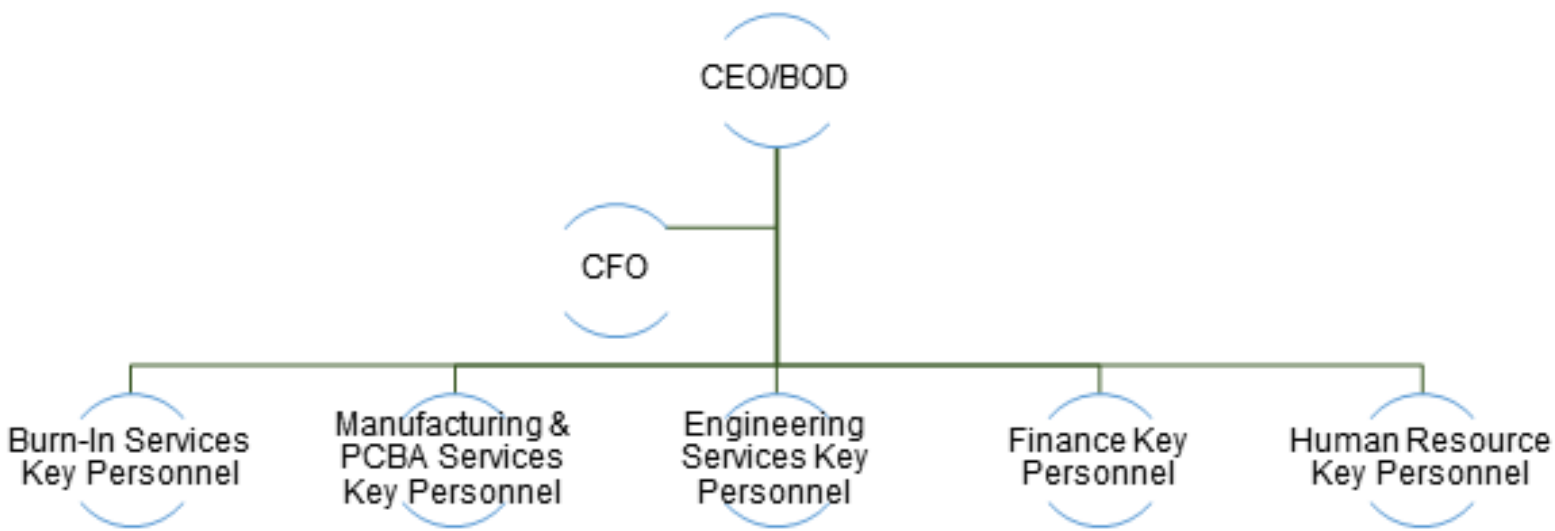 CEO/BOD
CFO
Burn-In Services
Key Personnel
Manufacturing &
PCBA Services
Key Personnel
Engineering
Services Key
Personnel
Finance Key
Personnel
Human Resource
Key Personnel